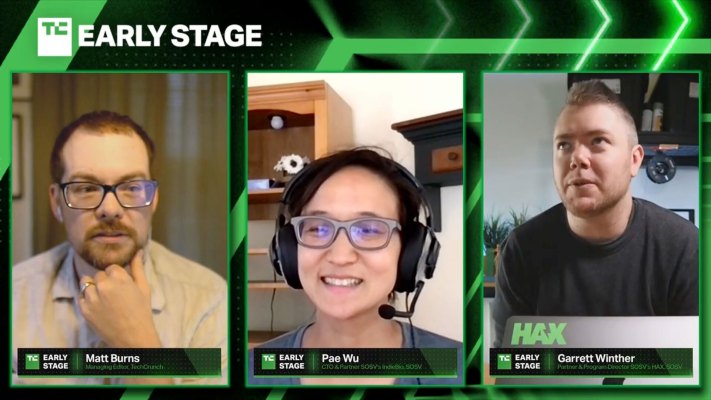 TC EARLY STAGE
HAX
TC EARLY STAGE
Matt Burns
Managing Editor, TechCrunch
TC EARLY STAGE
Pae Wu
CTO & Partner SOSV's IndieBio, SOSV
TC EARLY STAGE
Garrett Winther
Partner & Program Director SOSV's HAX, SOSV